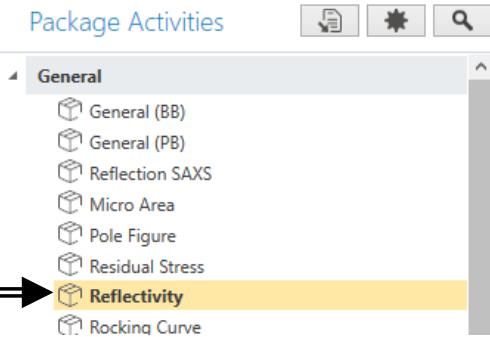 Package Activities
General
General (BB)
General (PB)
Reflection SAXS
Micro Area
Pole Figure
Residual Stress
Reflectivity
Rocking Curve